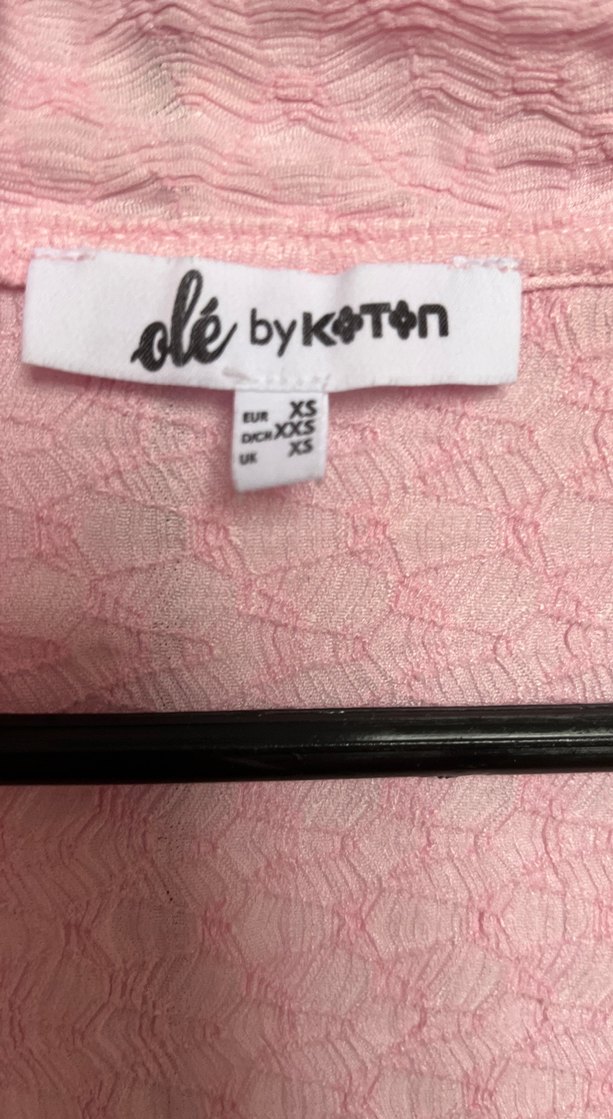 olé by KOTON
EUR XS
D/CH XXS
UK XS